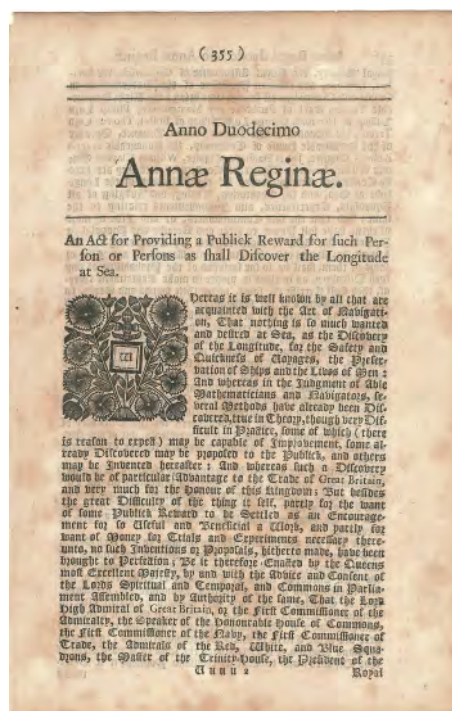 ( 355 )
Anno Duodecimo
Annæ Reginæ.
An Act for Providing a Publick Reward for such Per-
son or Persons as shall Discover the Longitude
at Sea.
Hereas it is well known by all that are
acquainted with the Art of Navigati-
on, That nothing is so much wanted
and desired at Sea, as the Discovery
of the Longitude, for the Safety and
Quickness of Voyages, the Preser-
vation of Ships and the Lives of Men :
And whereas in the Judgment of Able
Mathematicians and Navigators, se-
veral Methods have already been Dis-
covered, true in Theory, though very Dif-
ficult in Practice, some of which (there
is reason to expect) may be capable of Improvement, some al-
ready Discovered may be proposed to the Publick, and others
may be Invented hereafter : And whereas such a Discovery
would be of particular Advantage to the Trade of Great Britain,
and very much for the Honour of this Kingdom; But besides
the great Difficulty of the thing it self, partly for the want
of some Publick Reward to be Settled as an Encourage-
ment for so Useful and Beneficial a Work, and partly for
want of Money for Trials and Experiments necessary there-
unto, no such Inventions or Proposals, hitherto made, have been
brought to Perfection; Be it therefore Enacted by the Queens
most Excellent Majesty, by and with the Advice and Consent of
the Lords Spiritual and Temporal, and Commons in Parlia-
ment Assembled, and by Authority of the same, That the Lord
High Admiral of Great Britain, or the First Commissioner of the
Admiralty, the Speaker of the Honourable House of Commons,
the First Commissioner of the Navy, the First Commissioner of
Trade, the Admirals of the Red, White, and Blue Squa-
drons, the Master of the Trinity-House, the President of the
Uuuu 2
Royal